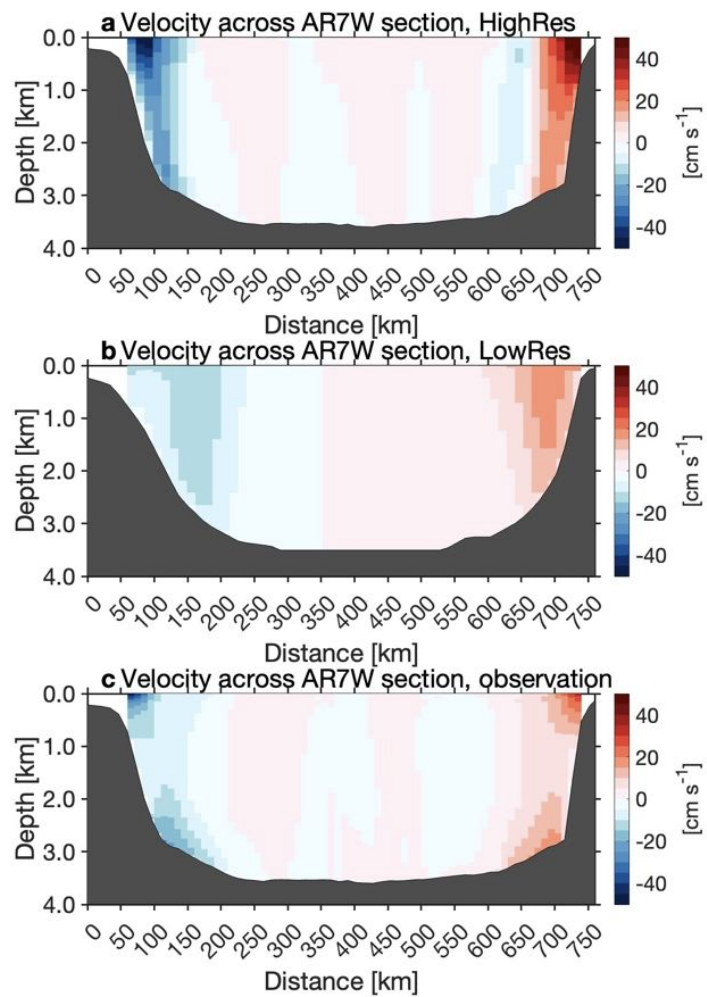 a Velocity across AR7W section, HighRes
0.0
1.0
2.0
3.0
4.0
Depth [km]
0 50 100 150 200 250 300 350 400 450 500 550 600 650 700 750
Distance [km]
40
20
0
-20
-40
[cm s⁻¹]
b Velocity across AR7W section, LowRes
0.0
1.0
2.0
3.0
4.0
Depth [km]
0 50 100 150 200 250 300 350 400 450 500 550 600 650 700 750
Distance [km]
40
20
0
-20
-40
[cm s⁻¹]
c Velocity across AR7W section, observation
0.0
1.0
2.0
3.0
4.0
Depth [km]
0 50 100 150 200 250 300 350 400 450 500 550 600 650 700 750
Distance [km]
40
20
0
-20
-40
[cm s⁻¹]